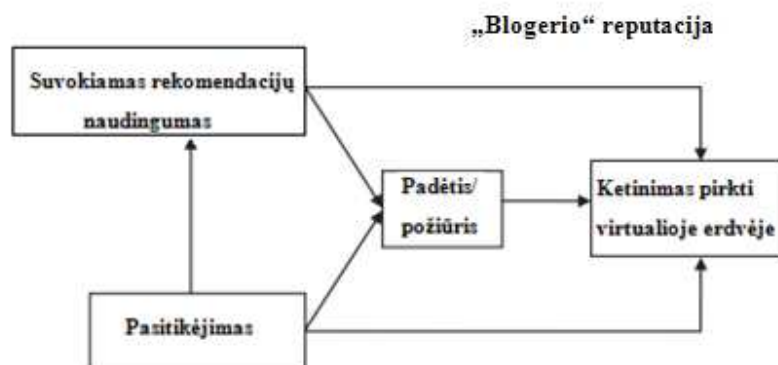 „Blogerio“ reputacija
Suvokiamas rekomendacijų
naudingumas
Padėtis/
požiūris
Ketinimas pirkti
virtualioje erdvėje
Pasitikėjimas